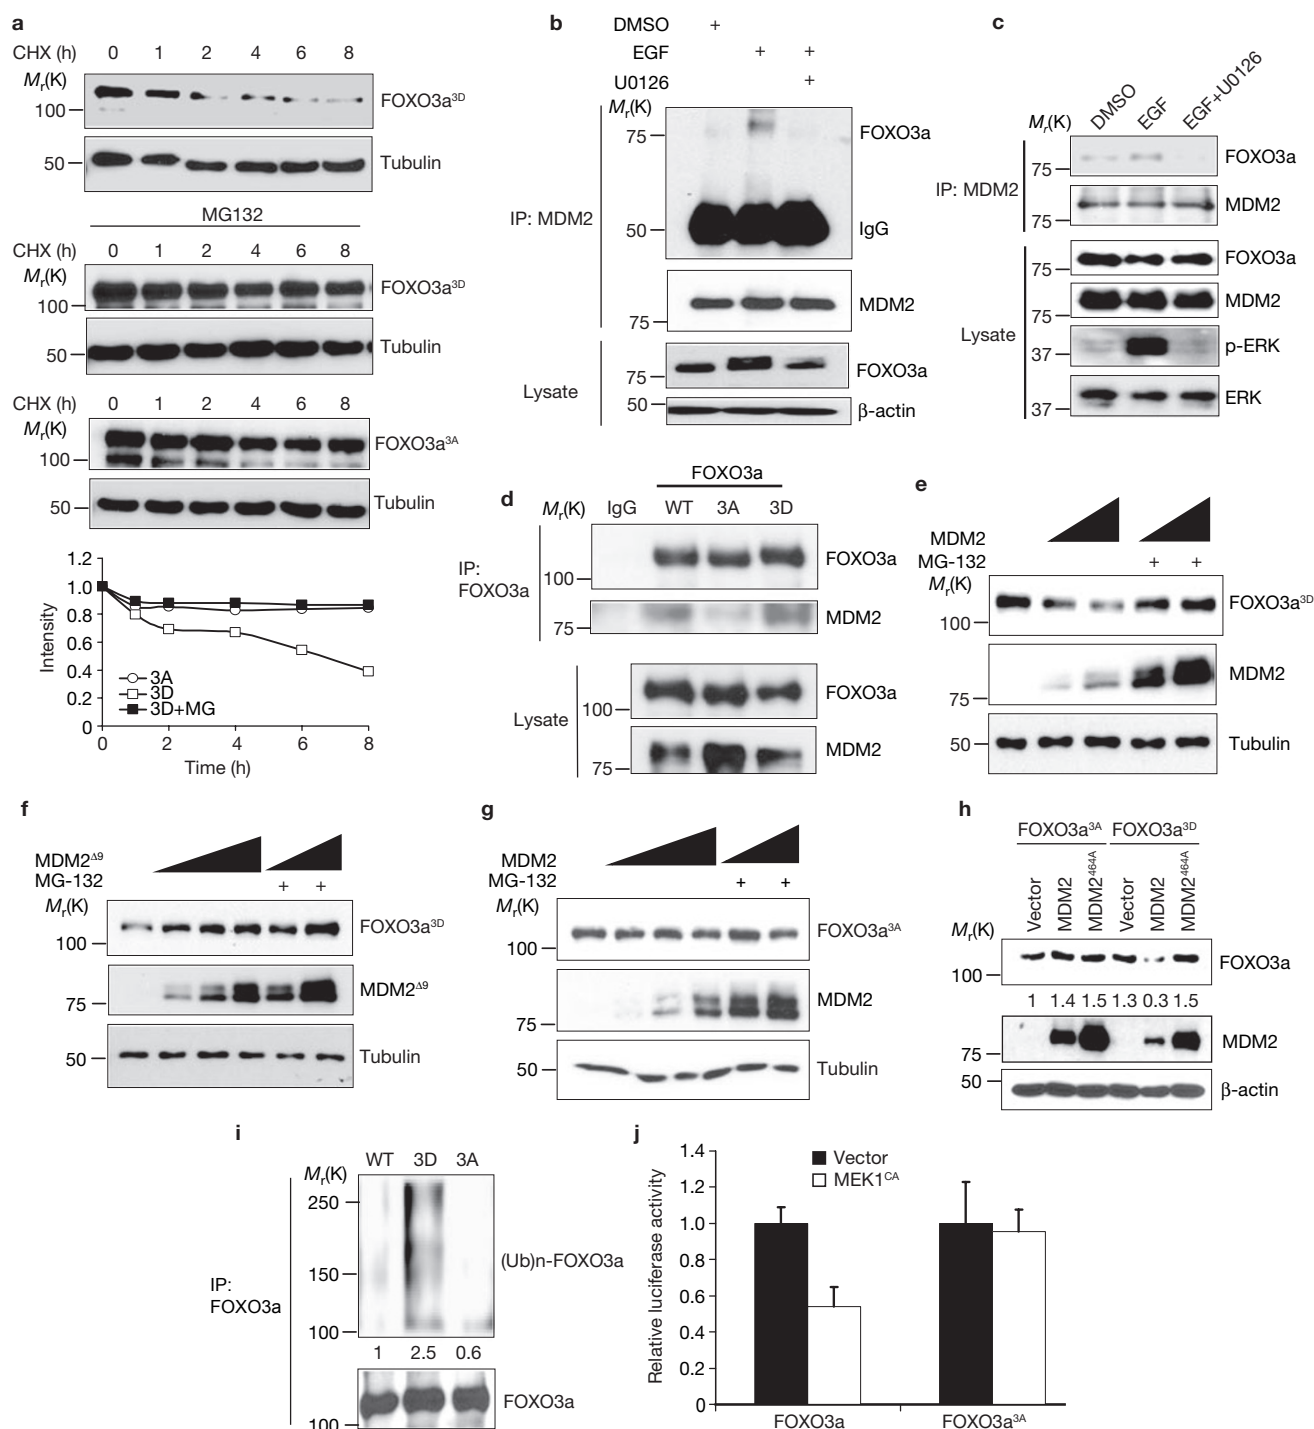 a
CHX (h) 0 1 2 4 6 8
Mr(K)
100
FOXO3a3D
50
Tubulin
MG132
CHX (h) 0 1 2 4 6 8
Mr(K)
FOXO3a3D
100
50
Tubulin
CHX (h) 0 1 2 4 6 8
Mr(K)
FOXO3a3A
100
50
Tubulin
1.2
1.0
0.8
0.6
0.4
0.2
0
Intensity
3A
3D
3D+MG
0 2 4 6 8
Time (h)
b
DMSO +
EGF + +
U0126 +
Mr(K)
75
FOXO3a
IP: MDM2
50
IgG
MDM2
75
Lysate
FOXO3a
75
50
β-actin
c
DMSO EGF EGF+U0126
Mr(K)
IP: MDM2
FOXO3a
75
MDM2
75
Lysate
FOXO3a
75
MDM2
75
p-ERK
37
ERK
37
d
FOXO3a
Mr(K) IgG WT 3A 3D
IP:
FOXO3a
FOXO3a
100
MDM2
75
Lysate
FOXO3a
100
MDM2
75
e
MDM2
MG-132 + +
Mr(K)
FOXO3a3D
100
MDM2
75
50
Tubulin
f
MDM2Δ9
MG-132 + +
Mr(K)
FOXO3a3D
100
MDM2Δ9
75
50
Tubulin
g
MDM2
MG-132 + +
Mr(K)
FOXO3a3A
100
MDM2
75
50
Tubulin
h
FOXO3a3A FOXO3a3D
Vector MDM2 MDM2464A Vector MDM2 MDM2464A
Mr(K)
FOXO3a
100
1 1.4 1.5 1.3 0.3 1.5
MDM2
75
50
β-actin
i
WT 3D 3A
Mr(K)
250
(Ub)n-FOXO3a
150
IP:
FOXO3a
100
1 2.5 0.6
FOXO3a
100
j
1.4
1.2
1.0
0.8
0.6
0.4
0.2
0
Relative luciferase activity
Vector
MEK1CA
FOXO3a FOXO3a3A